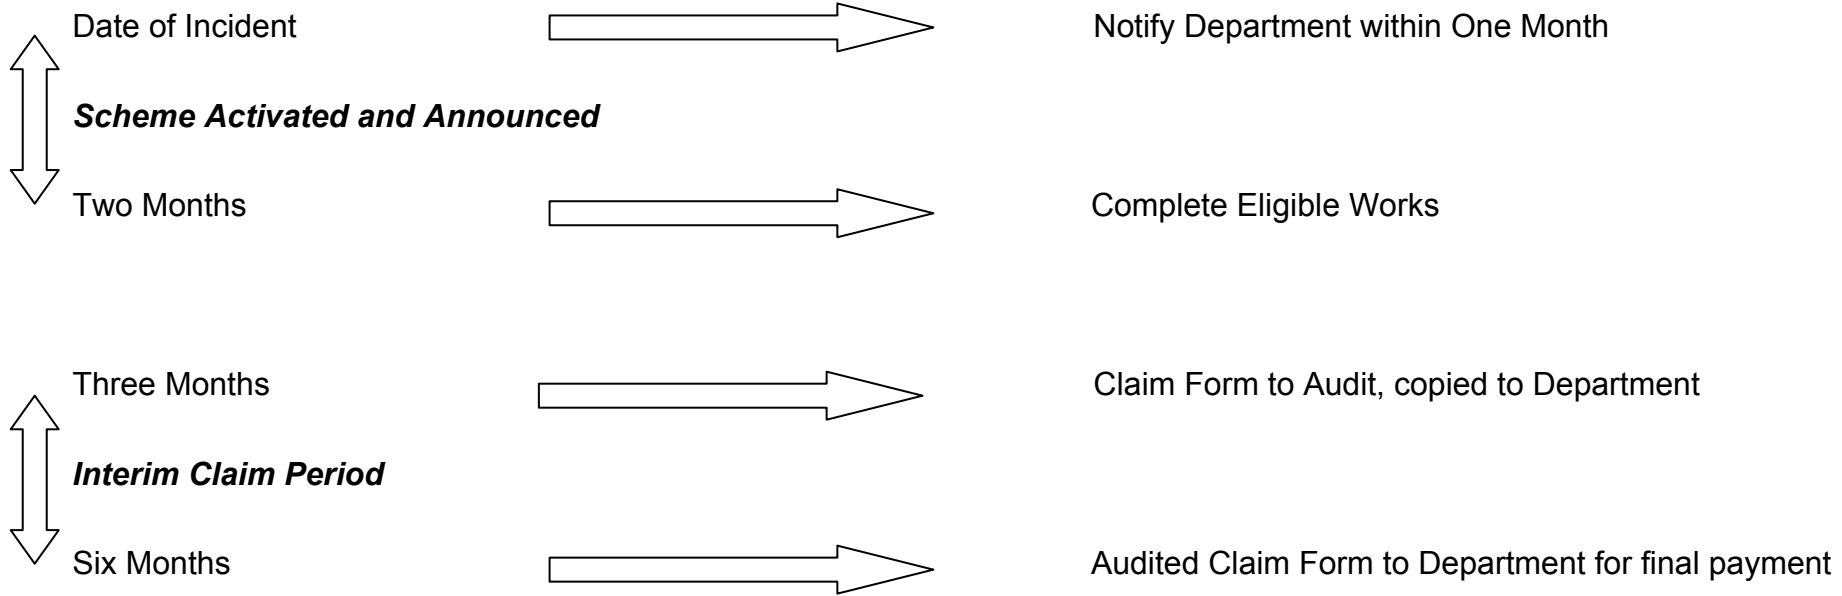 Date of Incident Notify Department within One Month
Scheme Activated and Announced
Two Months Complete Eligible Works
Three Months Claim Form to Audit, copied to Department
Interim Claim Period
Six Months Audited Claim Form to Department for final payment